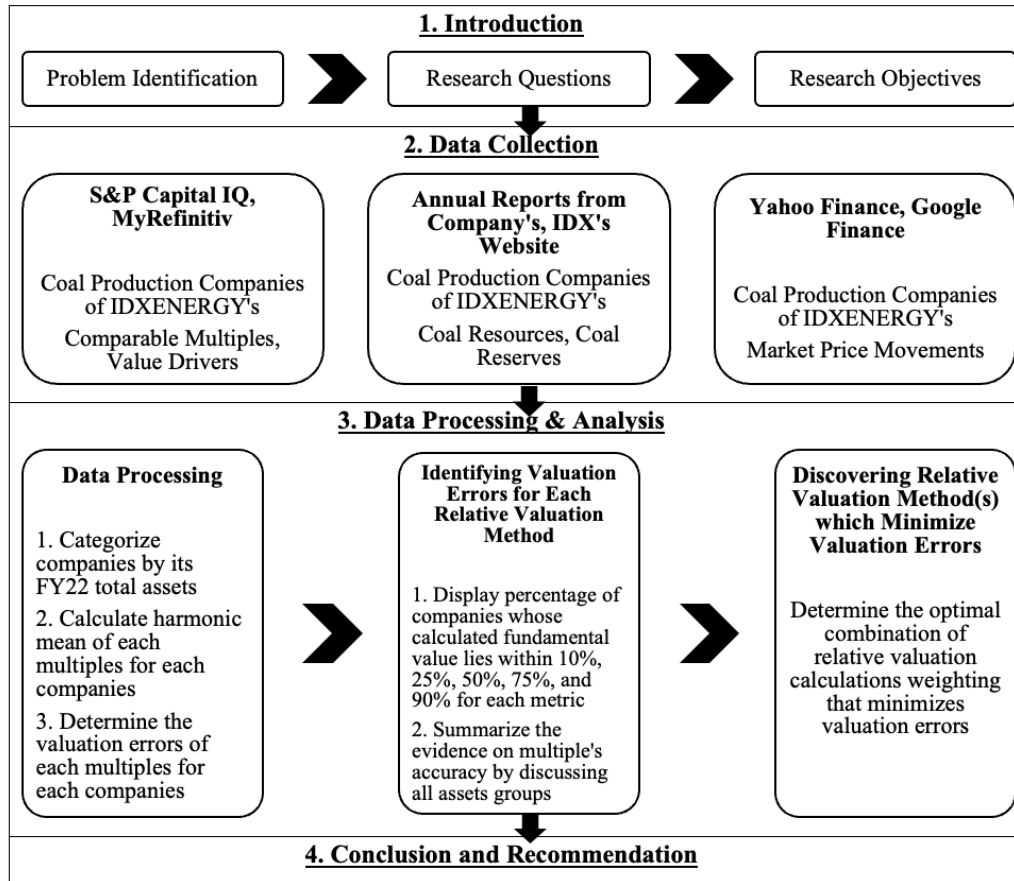 1. Introduction
Problem Identification
Research Questions
Research Objectives
2. Data Collection
S&P Capital IQ,
MyRefinitiv
Coal Production Companies
of IDXENERGY's
Comparable Multiples,
Value Drivers
Annual Reports from
Company's, IDX's
Website
Coal Production Companies
of IDXENERGY's
Coal Resources, Coal
Reserves
Yahoo Finance, Google
Finance
Coal Production Companies
of IDXENERGY's
Market Price Movements
3. Data Processing & Analysis
Data Processing
1. Categorize
companies by its
FY22 total assets
2. Calculate harmonic
mean of each
multiples for each
companies
3. Determine the
valuation errors of
each multiples for
each companies
Identifying Valuation
Errors for Each
Relative Valuation
Method
1. Display percentage of
companies whose
calculated fundamental
value lies within 10%,
25%, 50%, 75%, and
90% for each metric
2. Summarize the
evidence on multiple's
accuracy by discussing
all assets groups
Discovering Relative
Valuation Method(s)
which Minimize
Valuation Errors
Determine the optimal
combination of
relative valuation
calculations weighting
that minimizes
valuation errors
4. Conclusion and Recommendation